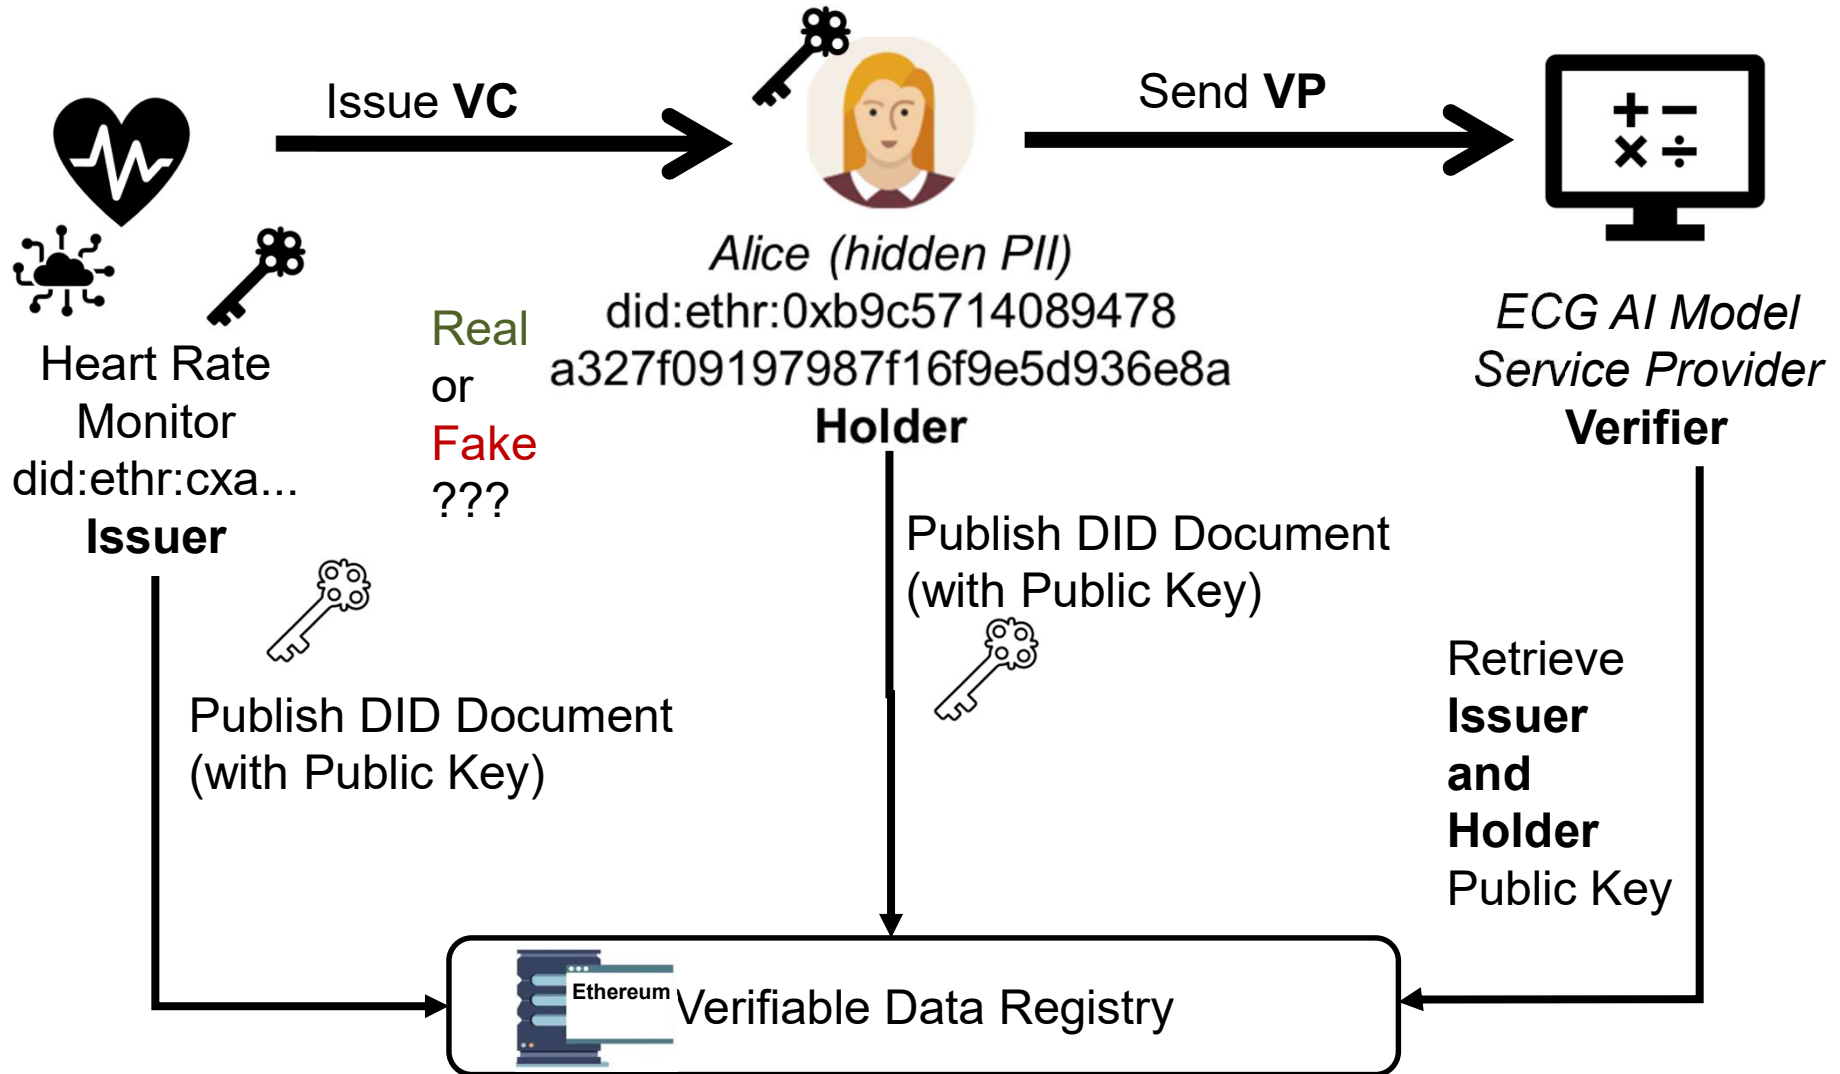 Issue VC
Send VP
Alice (hidden PII)
did:ethr:0xb9c5714089478
a327f09197987f16f9e5d936e8a
Holder
ECG AI Model
Service Provider
Verifier
Heart Rate
Monitor
did:ethr:cxa...
Issuer
Real
or
Fake
???
Publish DID Document
(with Public Key)
Publish DID Document
(with Public Key)
Retrieve
Issuer
and
Holder
Public Key
Ethereum
Verifiable Data Registry